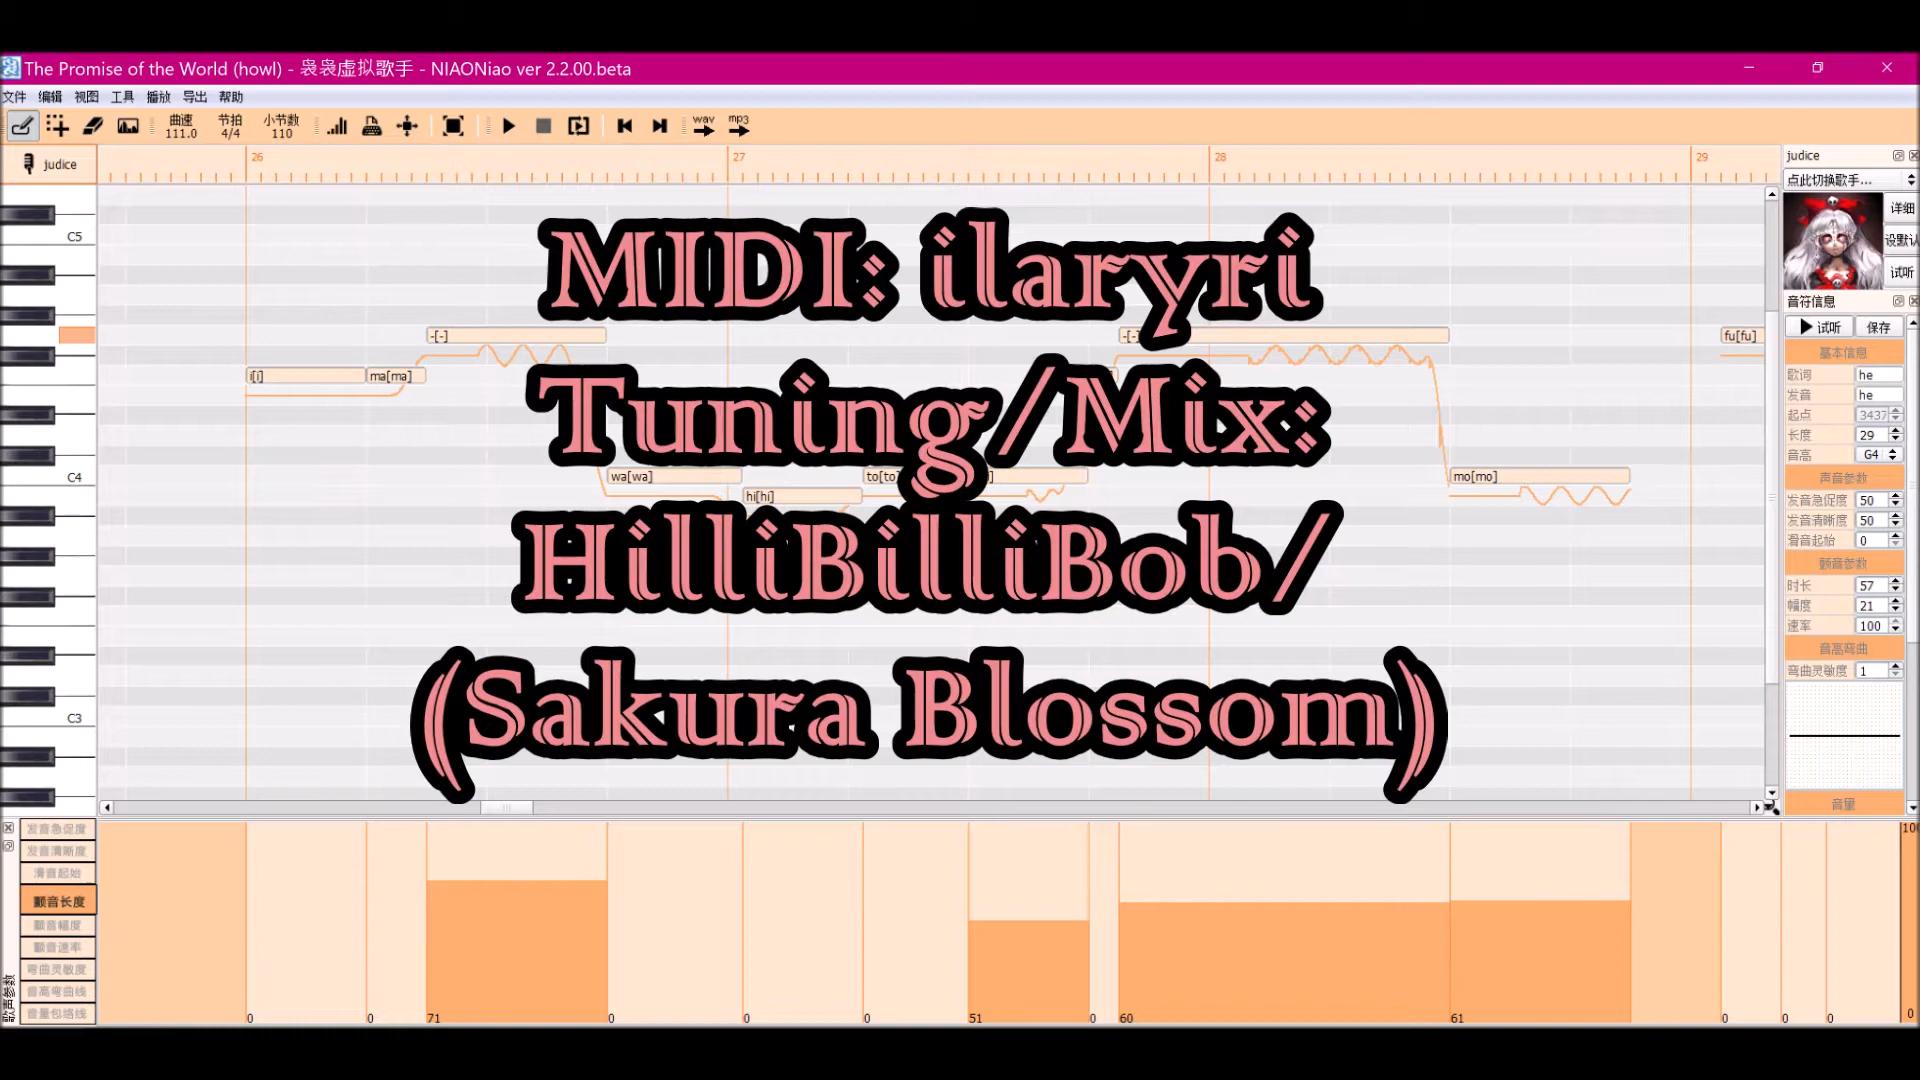 The Promise of the World (howl) - 袅袅虚拟歌手 - NIAONiao ver 2.2.00.beta
文件 编辑 视图 工具 播放 导出 帮助
曲速 节拍 小节数 wav mp3
111.0 4/4 110
judice
26 27 28 29
judice
点此切换歌手...
详细
设默认
试听
音符信息
试听 保存
基本信息
歌词 he
发音 he
起点 3437
长度 29
音高 G4
声音参数
发音急促度 50
发音清晰度 50
滑音起始 0
颤音参数
时长 57
幅度 21
速率 100
音高弯曲
弯曲灵敏度 1
音量
C5
C4
C3
-[-] -[-] fu[fu]
i[i] ma[ma]
wa[wa] mo[mo]
hi[hi]
MIDI: ilaryri
Tuning/Mix:
HilliBilliBob/
(Sakura Blossom)
发音急促度
发音清晰度
滑音起始
颤音长度
颤音幅度
颤音速率
弯曲灵敏度
音高弯曲线
音量包络线
歌声参数
0 0 71 0 0 0 51 0 60 61 0 0 0
0